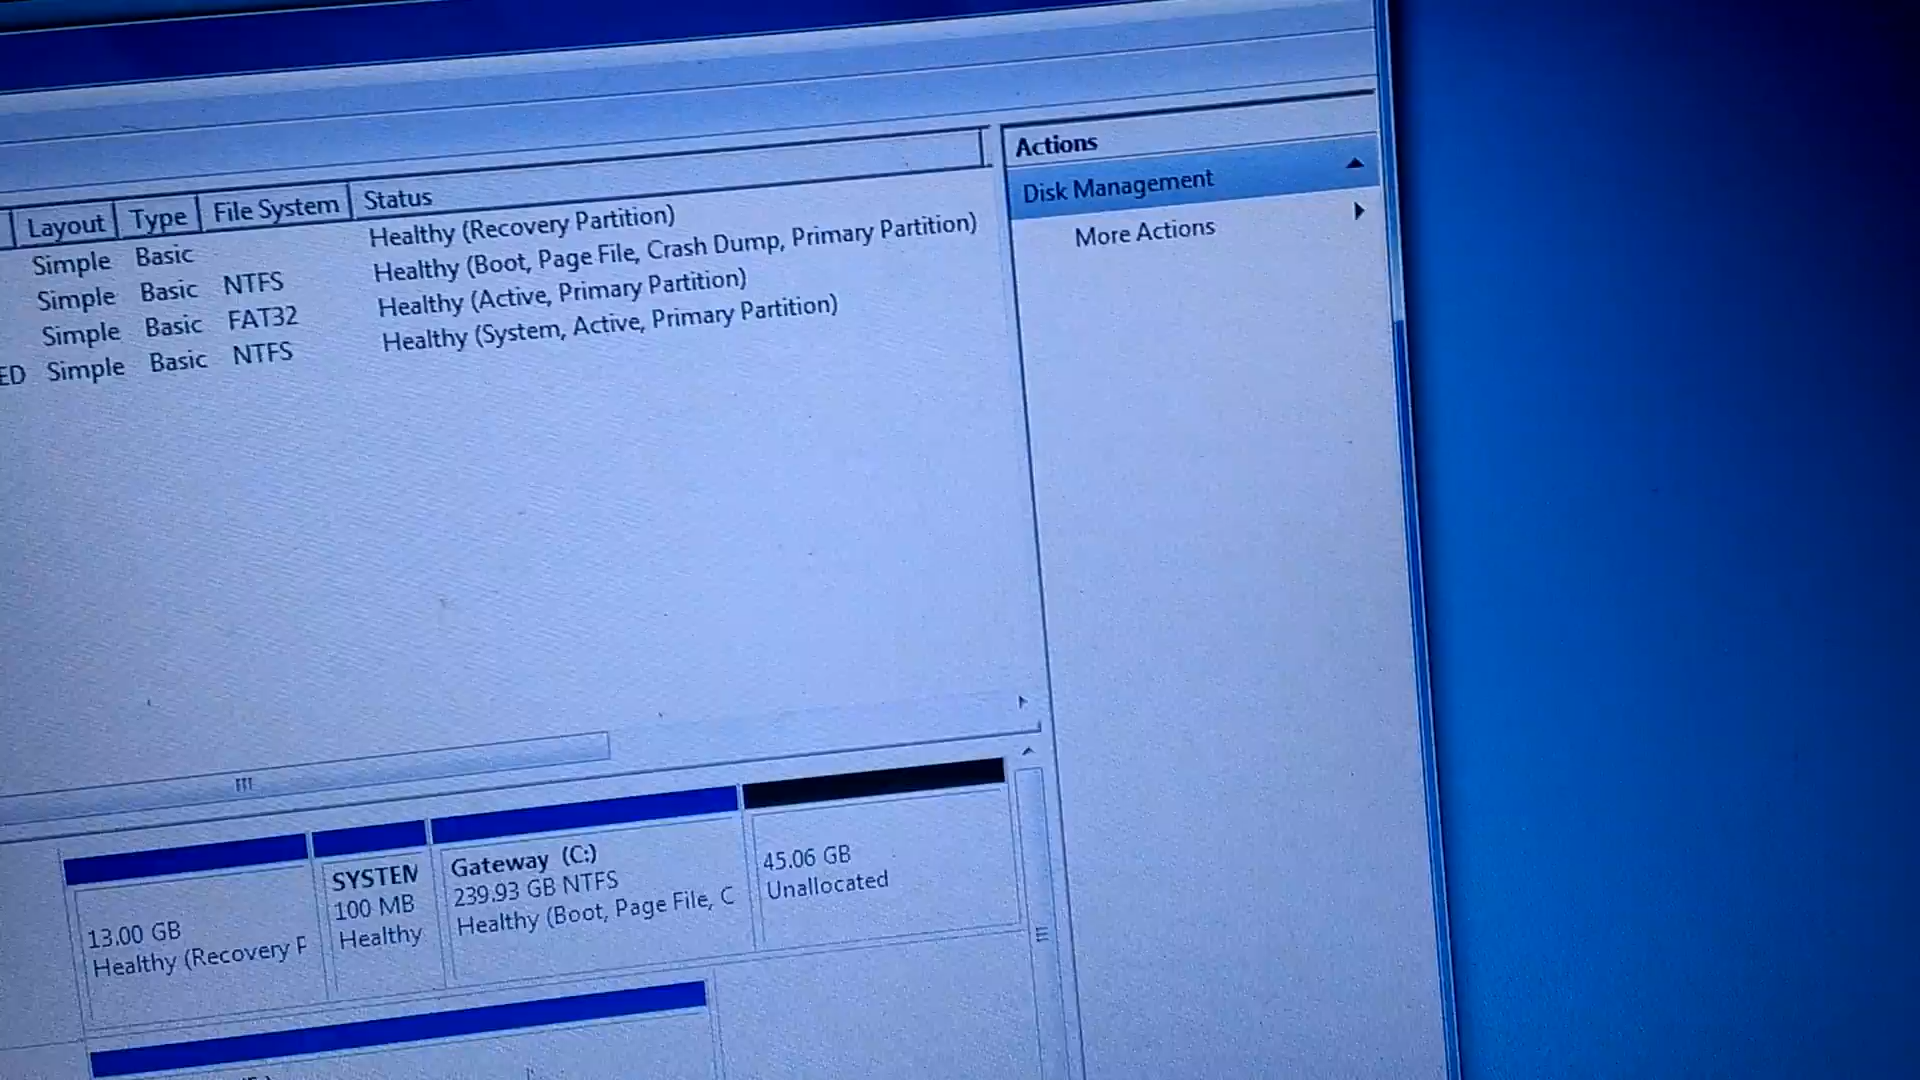 Actions
Disk Management
More Actions
Layout Type File System Status
Simple Basic Healthy (Recovery Partition)
Simple Basic NTFS Healthy (Boot, Page File, Crash Dump, Primary Partition)
Simple Basic FAT32 Healthy (Active, Primary Partition)
ED Simple Basic NTFS Healthy (System, Active, Primary Partition)
13.00 GB
Healthy (Recovery P
SYSTEM
100 MB
Healthy
Gateway (C:)
239.93 GB NTFS
Healthy (Boot, Page File, C
45.06 GB
Unallocated